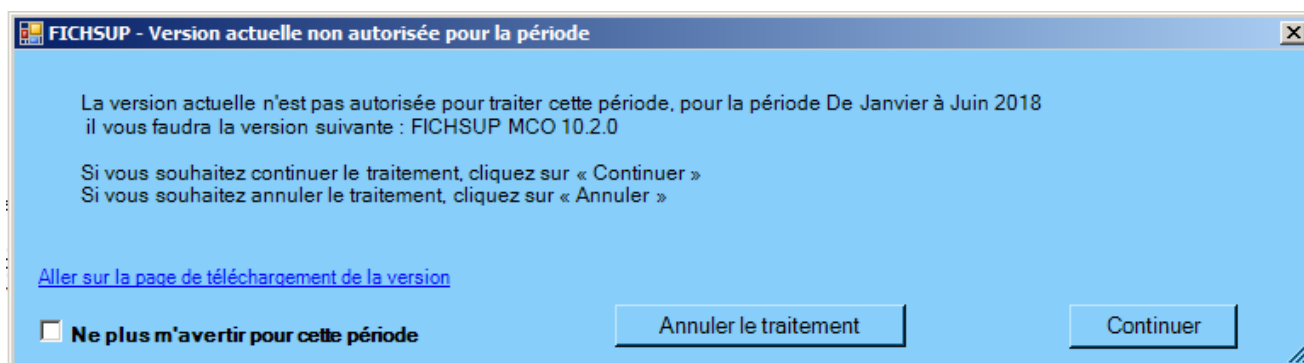 FICHSUP - Version actuelle non autorisée pour la période
La version actuelle n'est pas autorisée pour traiter cette période, pour la période De Janvier à Juin 2018
il vous faudra la version suivante : FICHSUP MCO 10.2.0
Si vous souhaitez continuer le traitement, cliquez sur « Continuer »
Si vous souhaitez annuler le traitement, cliquez sur « Annuler »
Aller sur la page de téléchargement de la version
Ne plus m'avertir pour cette période
Annuler le traitement
Continuer